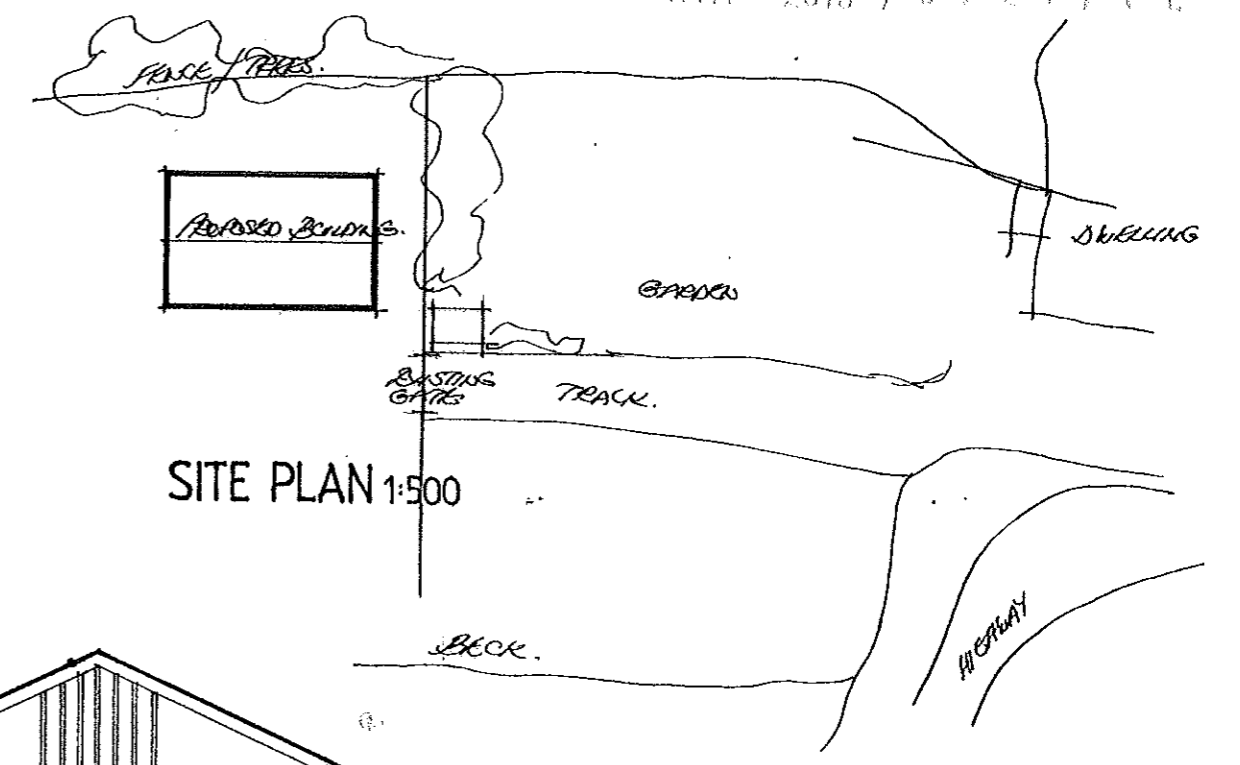 FENCE / TREES.
PROPOSED BUILDING.
DWELLING
GARDEN
EXISTING
GATES
TRACK.
SITE PLAN 1:500
HIGHWAY
BECK.